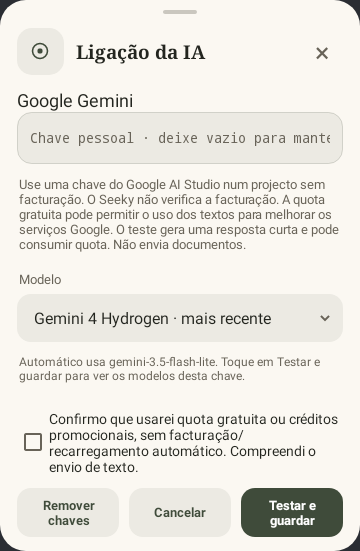 Ligação da IA
Google Gemini
Chave pessoal · deixe vazio para mante
Use uma chave do Google AI Studio num projeto sem
facturação. O Seeky não verifica a facturação. A quota
gratuita pode permitir o uso dos textos para melhorar os
serviços Google. O teste gera uma resposta curta e pode
consumir quota. Não envia documentos.
Modelo
Gemini 4 Hydrogen · mais recente
Automático usa gemini-3.5-flash-lite. Toque em Testar e
guardar para ver os modelos desta chave.
Confirmo que usarei quota gratuita ou créditos
promocionais, sem facturação/
recarregamento automático. Compreendi o
envio de texto.
Remover
chaves
Cancelar
Testar e
guardar